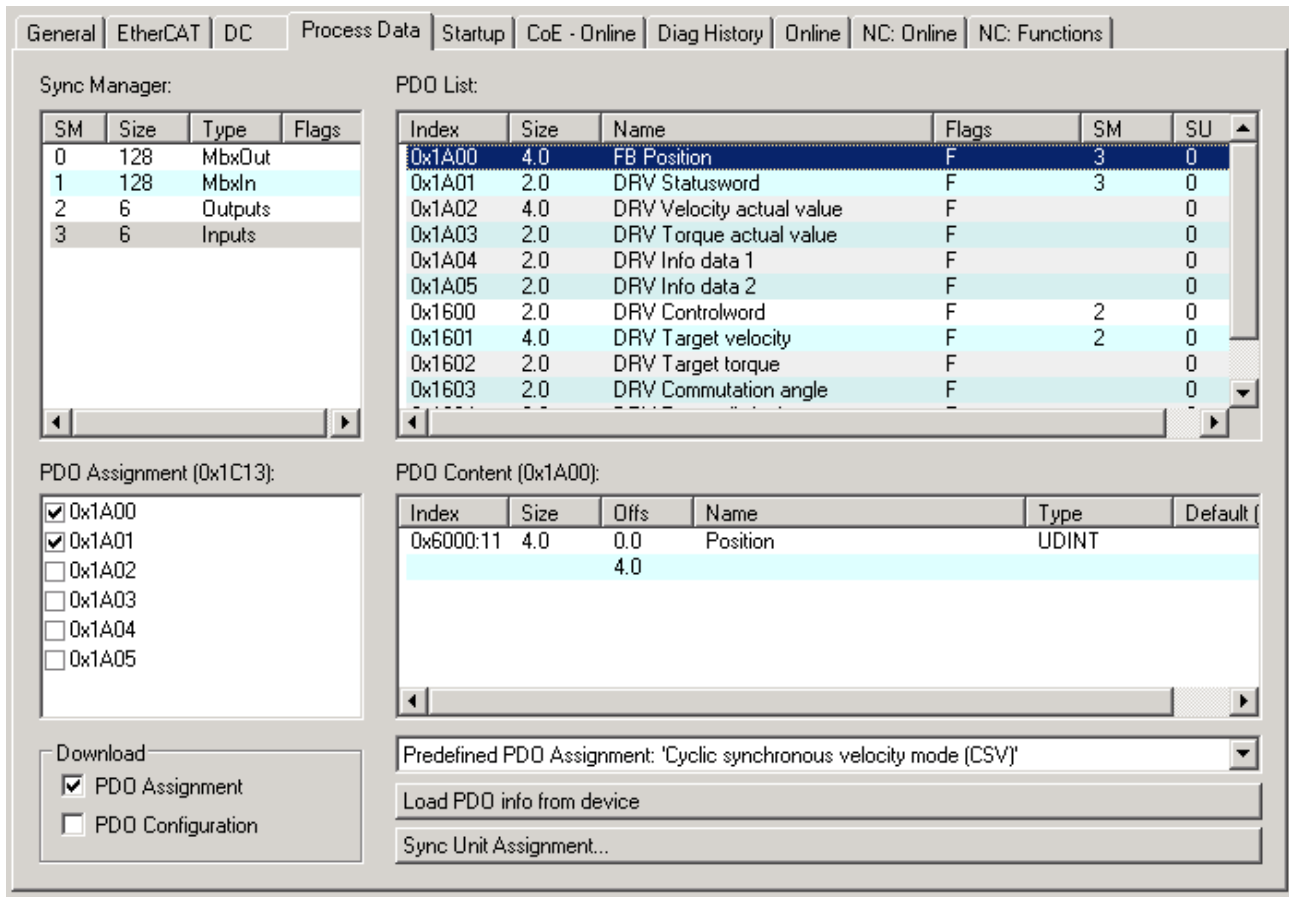 General EtherCAT DC Process Data Startup CoE - Online Diag History Online NC: Online NC: Functions
Sync Manager:
SM Size Type Flags
0 128 MbxOut
1 128 MbxIn
2 6 Outputs
3 6 Inputs
PDO List:
Index Size Name Flags SM SU
0x1A00 4.0 FB Position F 3 0
0x1A01 2.0 DRV Statusword F 3 0
0x1A02 4.0 DRV Velocity actual value F 0
0x1A03 2.0 DRV Torque actual value F 0
0x1A04 2.0 DRV Info data 1 F 0
0x1A05 2.0 DRV Info data 2 F 0
0x1600 2.0 DRV Controlword F 2 0
0x1601 4.0 DRV Target velocity F 2 0
0x1602 2.0 DRV Target torque F 0
0x1603 2.0 DRV Commutation angle F 0
PDO Assignment (0x1C13):
0x1A00
0x1A01
0x1A02
0x1A03
0x1A04
0x1A05
PDO Content (0x1A00):
Index Size Offs Name Type Default (
0x6000:11 4.0 0.0 Position UDINT
4.0
Download
PDO Assignment
PDO Configuration
Predefined PDO Assignment: 'Cyclic synchronous velocity mode (CSV)'
Load PDO info from device
Sync Unit Assignment...